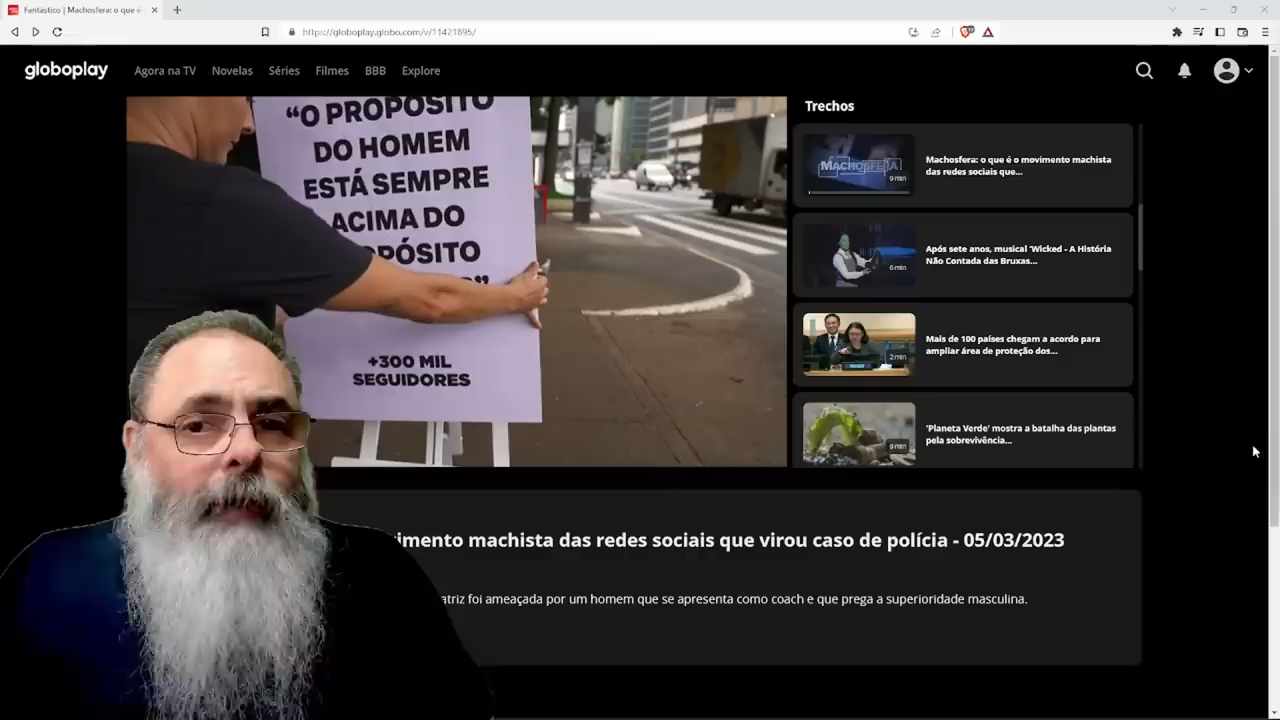 Fantástico | Machosfera: o que é
https://globoplay.globo.com/v/11421895/
globoplay
Agora na TV
Novelas
Séries
Filmes
BBB
Explore
“O PROPÓSITO
DO HOMEM
ESTÁ SEMPRE
ACIMA DO
+300 MIL
SEGUIDORES
Trechos
MACHOSFERA
9 min
Machosfera: o que é o movimento machista
das redes sociais que...
6 min
Após sete anos, musical 'Wicked - A História
Não Contada das Bruxas...
2 min
Mais de 100 países chegam a acordo para
ampliar área de proteção dos...
9 min
'Planeta Verde' mostra a batalha das plantas
pela sobrevivência...
imento machista das redes sociais que virou caso de polícia - 05/03/2023
atriz foi ameaçada por um homem que se apresenta como coach e que prega a superioridade masculina.